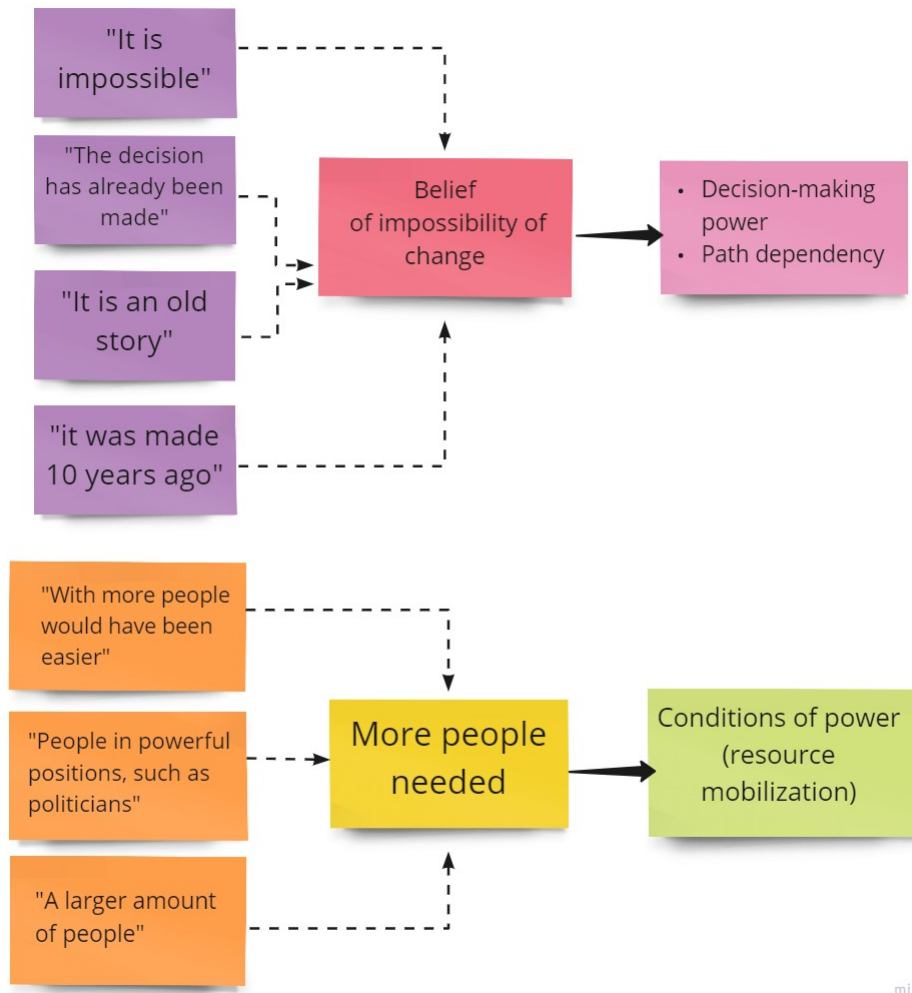 "It is
impossible"
"The decision
has already been
made"
"It is an old
story"
"it was made
10 years ago"
Belief
of impossibility of
change
• Decision-making
power
• Path dependency
"With more people
would have been
easier"
"People in powerful
positions, such as
politicians"
"A larger amount
of people"
More people
needed
Conditions of power
(resource
mobilization)
mi